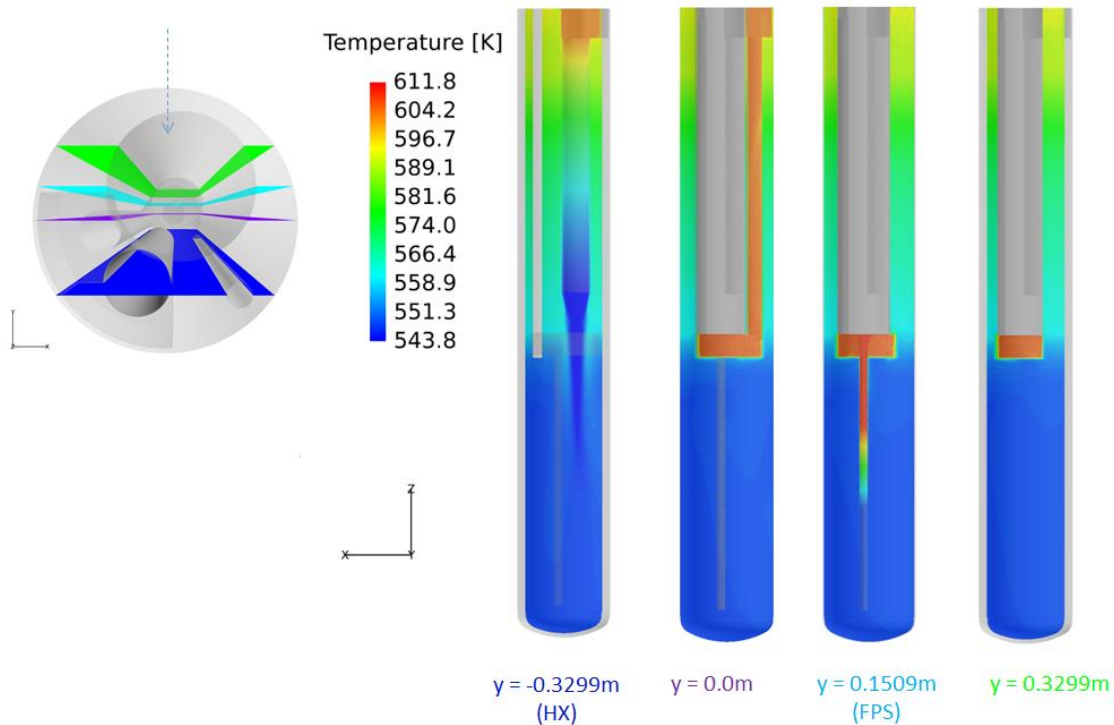 Temperature [K]
611.8
604.2
596.7
589.1
581.6
574.0
566.4
558.9
551.3
543.8
Y
Z X
Z
X Y
y = -0.3299m
(HX)
y = 0.0m
y = 0.1509m
(FPS)
y = 0.3299m